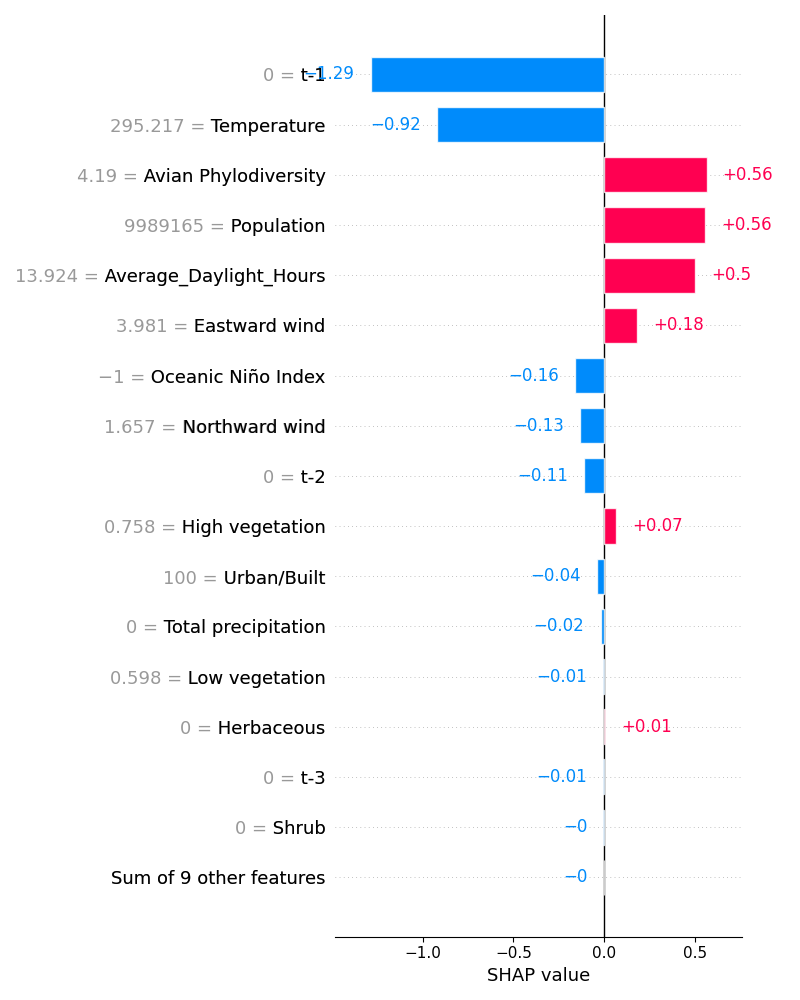 0 = t-1 −1.29
295.217 = Temperature −0.92
4.19 = Avian Phylodiversity +0.56
9989165 = Population +0.56
13.924 = Average_Daylight_Hours +0.5
3.981 = Eastward wind +0.18
−1 = Oceanic Niño Index −0.16
1.657 = Northward wind −0.13
0 = t-2 −0.11
0.758 = High vegetation +0.07
100 = Urban/Built −0.04
0 = Total precipitation −0.02
0.598 = Low vegetation −0.01
0 = Herbaceous +0.01
0 = t-3 −0.01
0 = Shrub −0
Sum of 9 other features −0
−1.0 −0.5 0.0 0.5
SHAP value